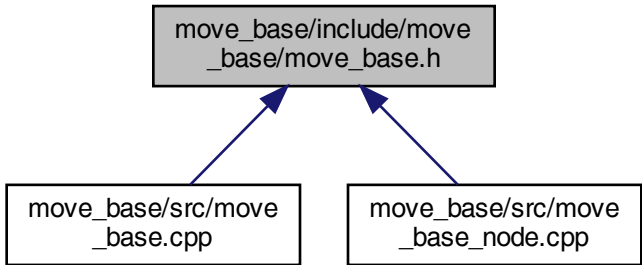 move_base/include/move
_base/move_base.h
move_base/src/move
_base.cpp
move_base/src/move
_base_node.cpp